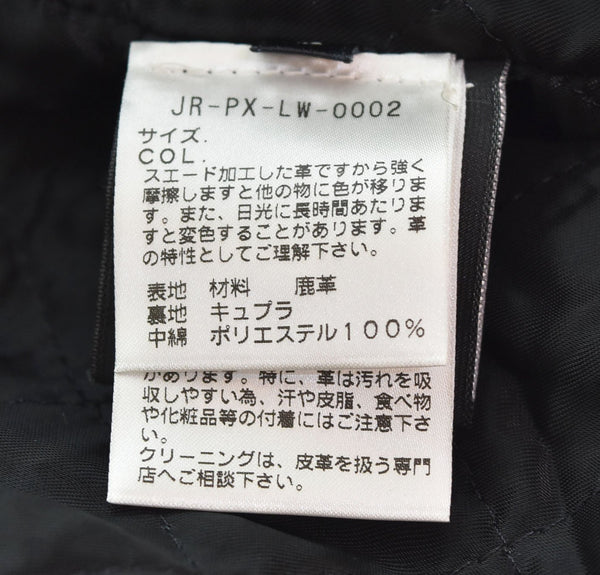 JR-PX-LW-0002
サイズ.
COL.
スエード加工した革ですから強く
摩擦しますと他の物に色が移りま
す。また、日光に長時間あたりま
すと変色することがあります。革
の特性としてご理解下さい。
表地 材料 鹿革
裏地 キュプラ
中綿 ポリエステル100%
があります。特に、革は汚れを吸
収しやすい為、汗や皮脂、食べ物
や化粧品等の付着にはご注意下さ
い。
クリーニングは、皮革を扱う専門
店へご相談下さい。